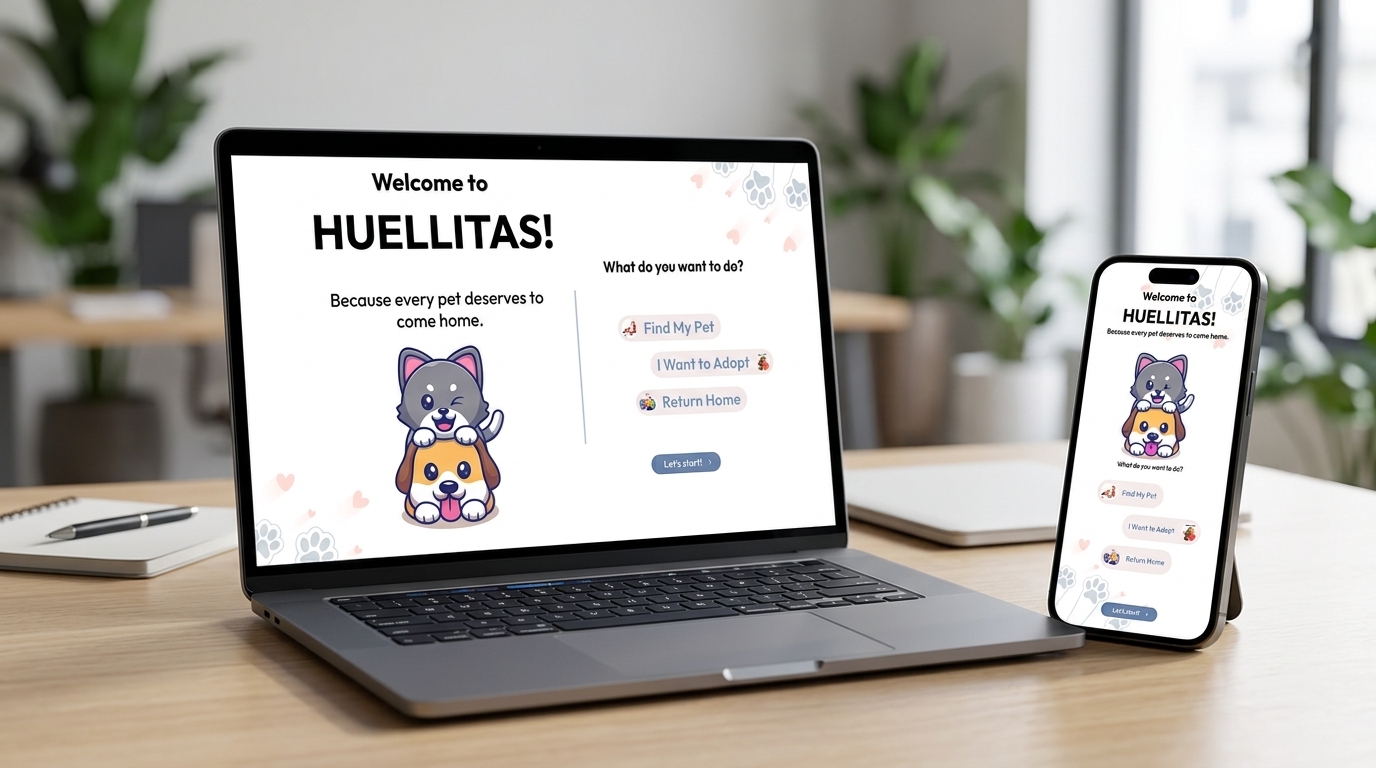 Welcome to
HUELLITAS!
Because every pet deserves to
come home.
What do you want to do?
Find My Pet
I Want to Adopt
Return Home
Let's start!
Welcome to
HUELLITAS!
Because every pet deserves to come home.
What do you want to do?
Find My Pet
I Want to Adopt
Return Home
Let's start!